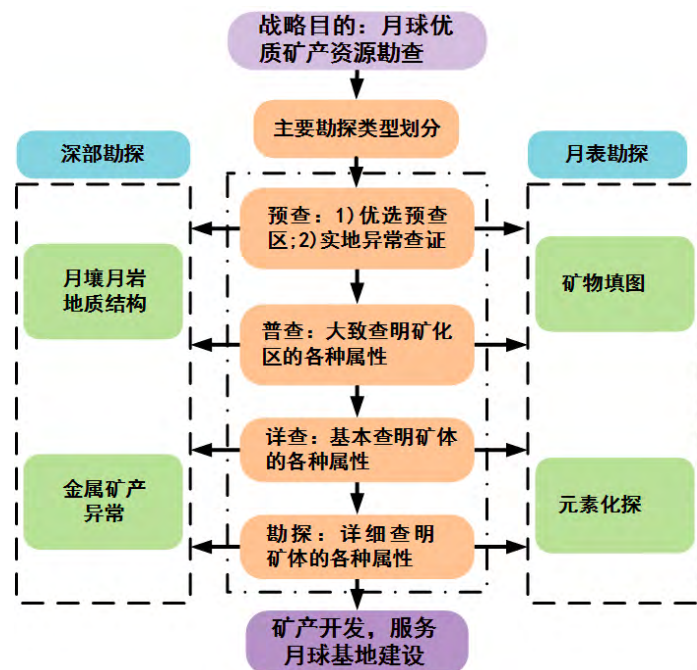 战略目的：月球优
质矿产资源勘查
主要勘探类型划分
深部勘探
月表勘探
预查：1)优选预查
区;2)实地异常查证
月壤月岩
地质结构
矿物填图
普查：大致查明矿化
区的各种属性
详查：基本查明矿体
的各种属性
金属矿产
异常
元素化探
勘探：详细查明
矿体的各种属性
矿产开发，服务
月球基地建设